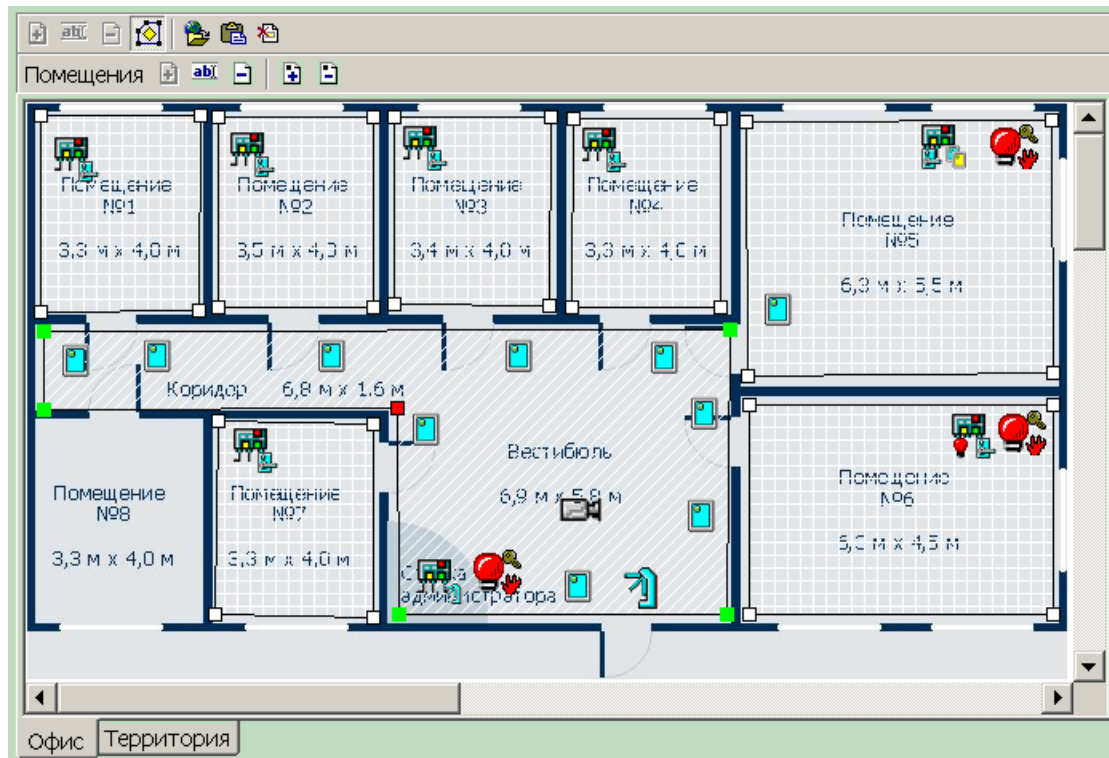 abI
Помещения abI
Помещение
№1
3,3 м х 4,0 м
Помещение
№2
3,5 м х 4,0 м
Помещение
№3
3,4 м х 4,0 м
Помещение
№4
3,3 м х 4,0 м
Помещение
№5
6,3 м х 5,5 м
Коридор 6,8 м х 1.6 м
Вестибюль
6,9 м х 5,8 м
Помещение
№6
х 4,5 м
Помещение
№8
3,3 м х 4,0 м
Помещение
№7
3,3 м х 4,0 м
администратора
Офис Территория